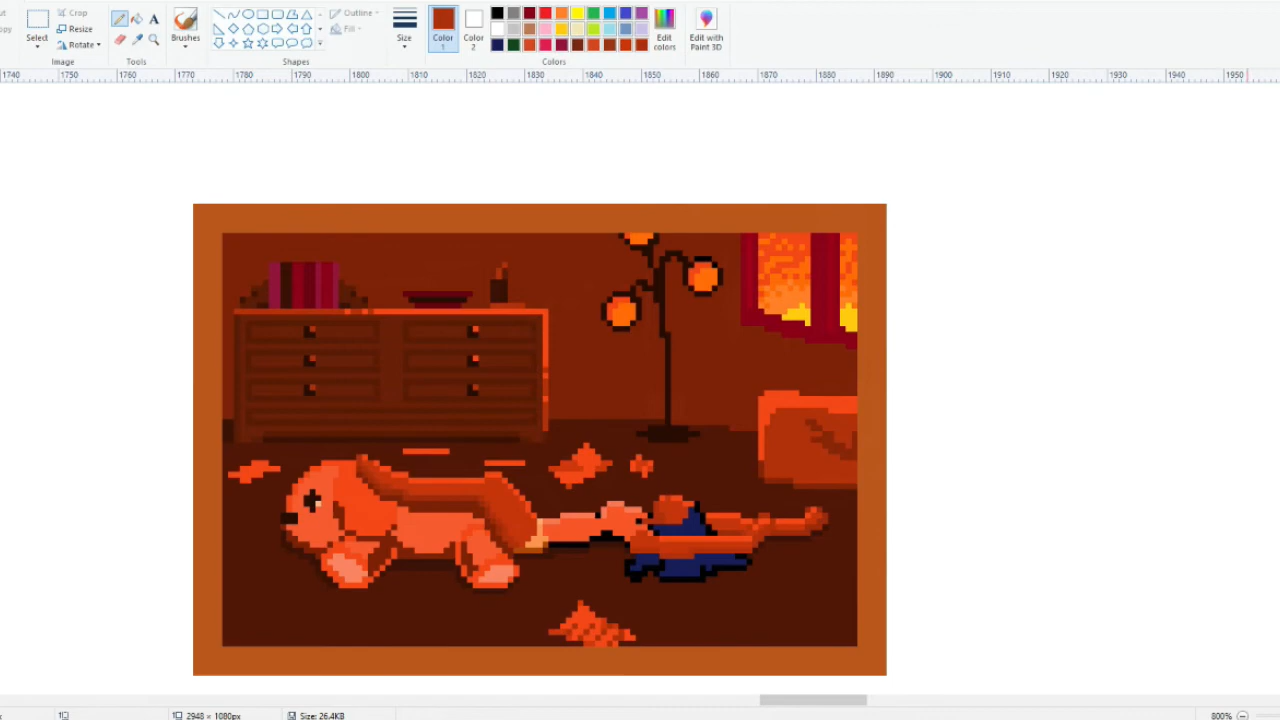 Crop
Resize
Rotate
Select
Image
Tools
A
Brushes
Outline
Fill
Shapes
Size
Color
1
Color
2
Edit
colors
Edit with
Paint 3D
Colors
1740 1750 1760 1770 1780 1790 1800 1810 1820 1830 1840 1850 1860 1870 1880 1890 1900 1910 1920 1930 1940 1950
2948 × 1080px
Size: 26.4KB
800%